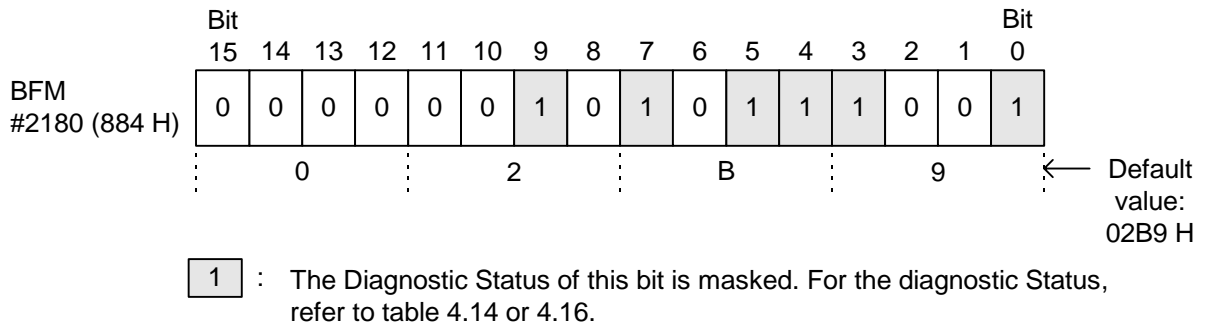 Bit Bit
15 14 13 12 11 10 9 8 7 6 5 4 3 2 1 0
BFM
#2180 (884 H)
0 0 0 0 0 0 1 0 1 0 1 1 1 0 0 1
0 2 B 9
Default
value:
02B9 H
1 : The Diagnostic Status of this bit is masked. For the diagnostic Status,
refer to table 4.14 or 4.16.